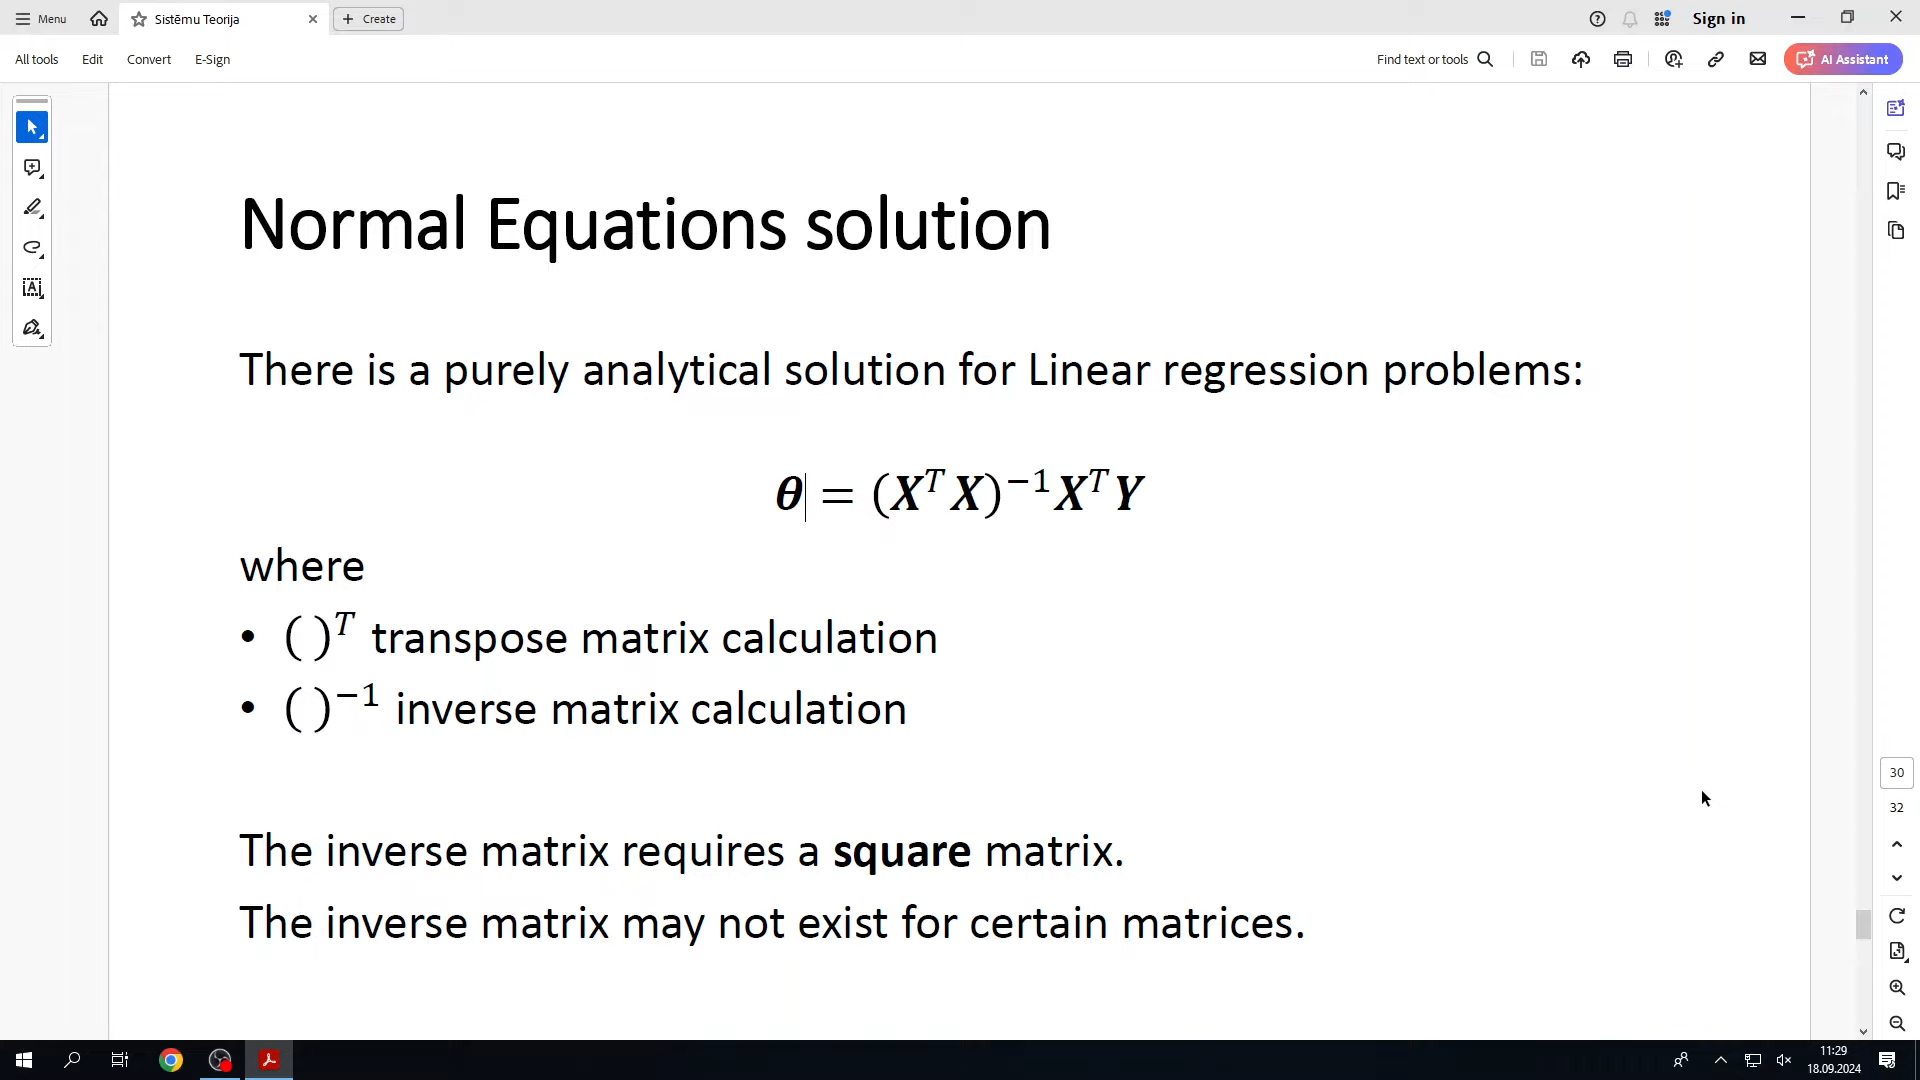 Menu
Sistēmu Teorija
Create
Sign in
All tools
Edit
Convert
E-Sign
Find text or tools
AI Assistant
Normal Equations solution
There is a purely analytical solution for Linear regression problems:
θ = (XᵀX)⁻¹XᵀY
where
• ( )ᵀ transpose matrix calculation
• ( )⁻¹ inverse matrix calculation
The inverse matrix requires a square matrix.
The inverse matrix may not exist for certain matrices.
30
32
11:29
18.09.2024